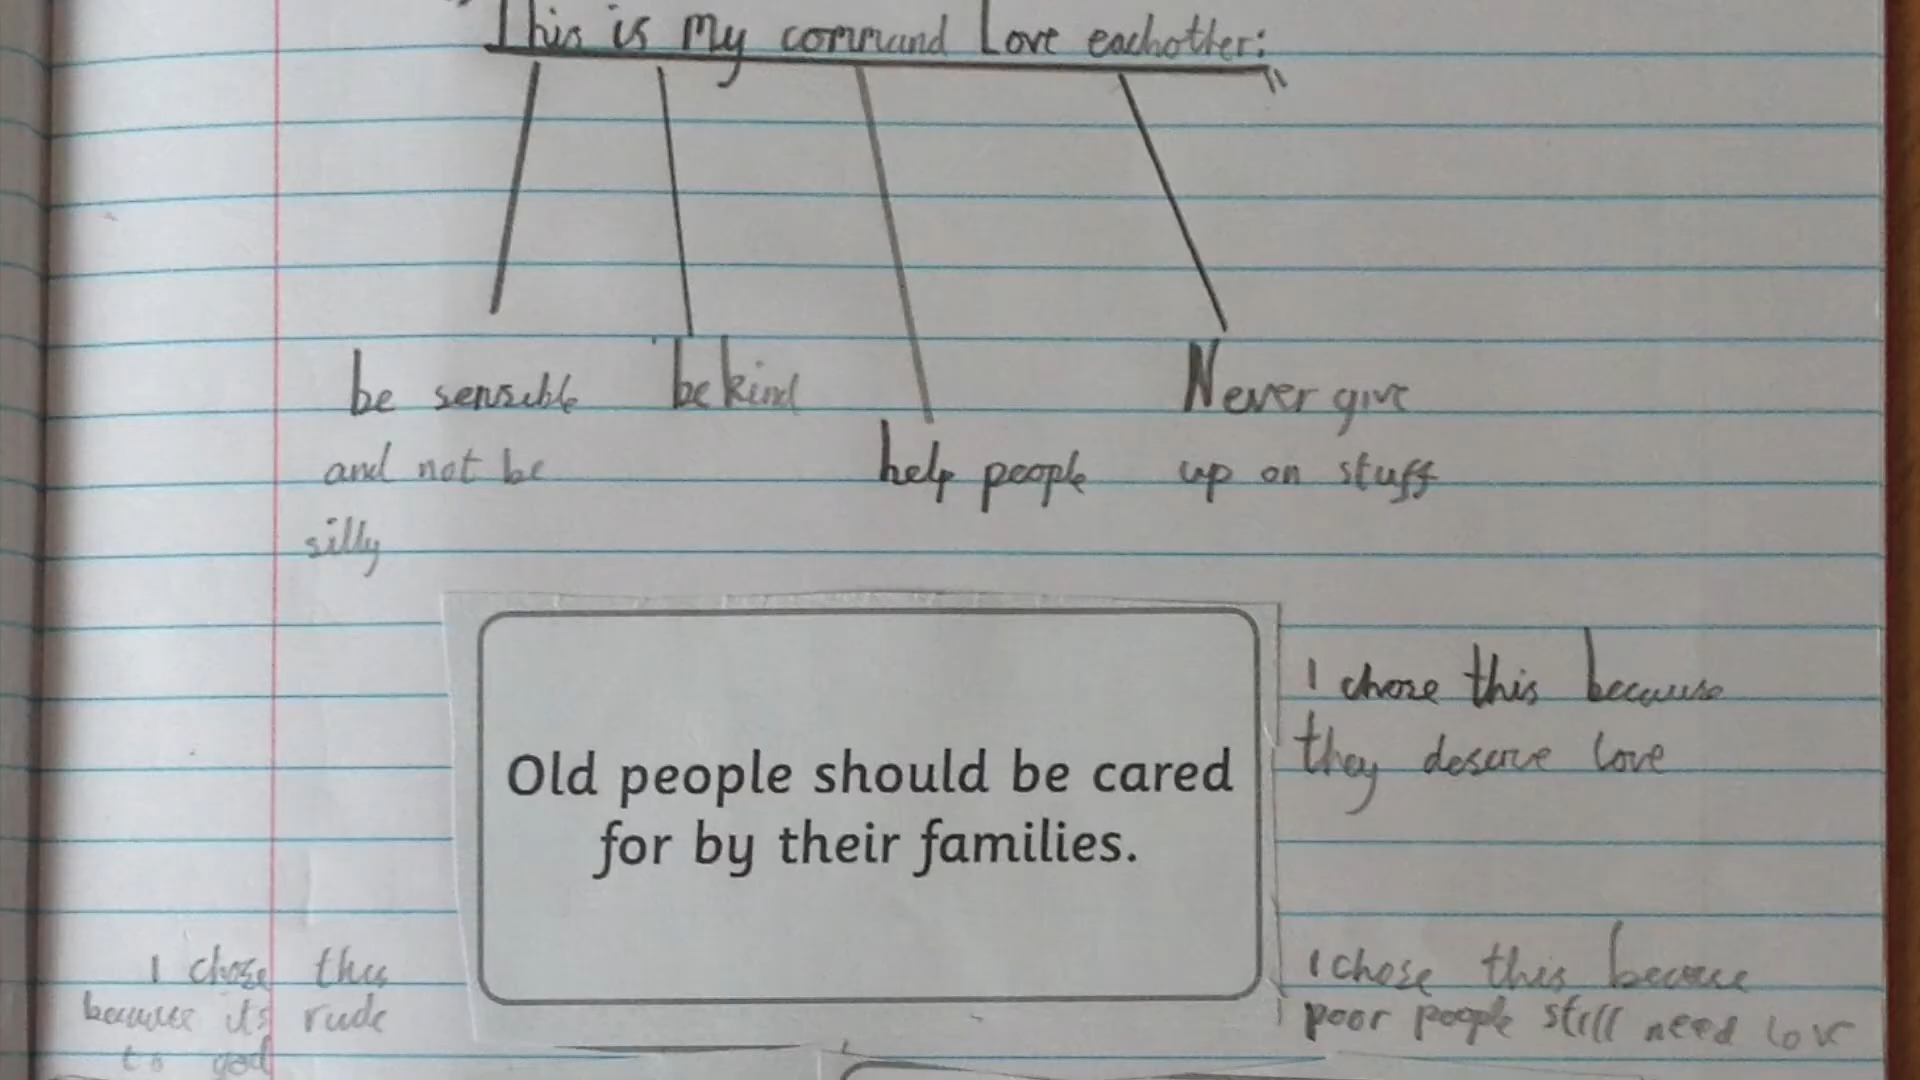 "This is My command Love eachother:"
be sensible
and not be
silly
be kind
help people
Never give
up on stuff
Old people should be cared
for by their families.
I chose this because
they deserve love
I chose this
because its rude
to god
I chose this because
poor people still need love